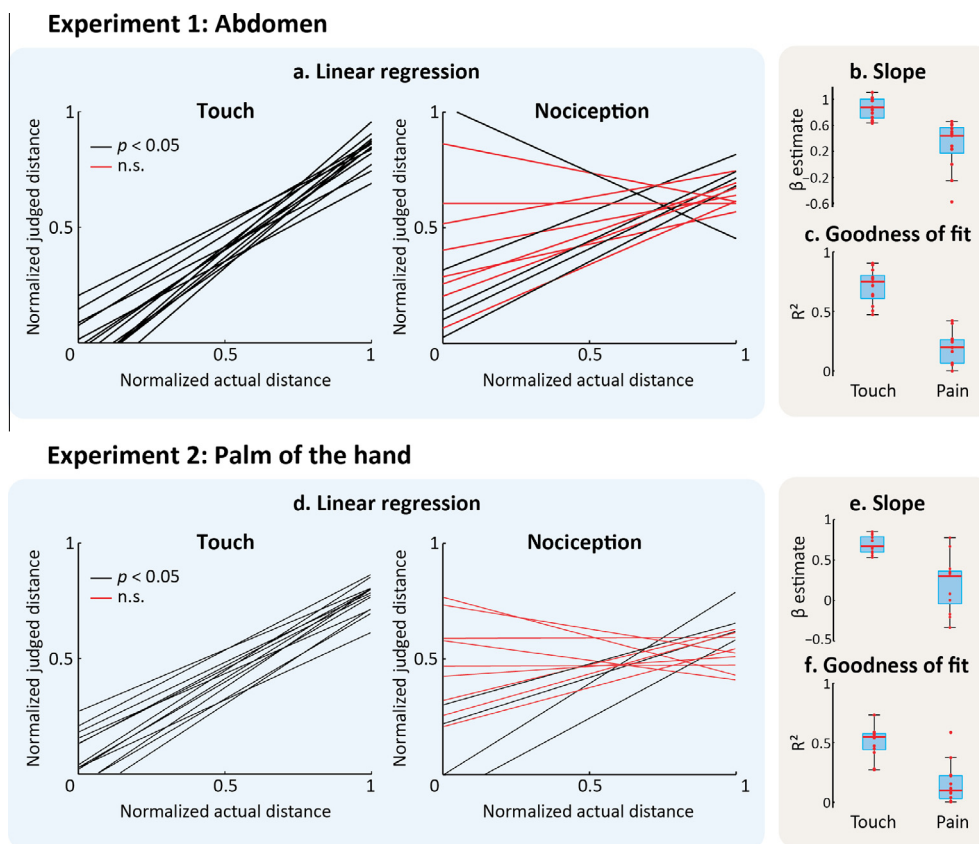 Experiment 1: Abdomen
a. Linear regression
Touch
Nociception
1
0.5
0
0.5
1
p < 0.05
n.s.
Normalized judged distance
Normalized actual distance
1
0.5
0
0.5
1
Normalized judged distance
Normalized actual distance
b. Slope
β estimate
1
0.6
0.2
−0.2
−0.6
c. Goodness of fit
R²
1
0.5
0
Touch
Pain
Experiment 2: Palm of the hand
d. Linear regression
Touch
Nociception
1
0.5
0
0.5
1
p < 0.05
n.s.
Normalized judged distance
Normalized actual distance
1
0.5
0
0.5
1
Normalized judged distance
Normalized actual distance
e. Slope
β estimate
1
0.5
0
−0.5
f. Goodness of fit
R²
1
0.5
0
Touch
Pain